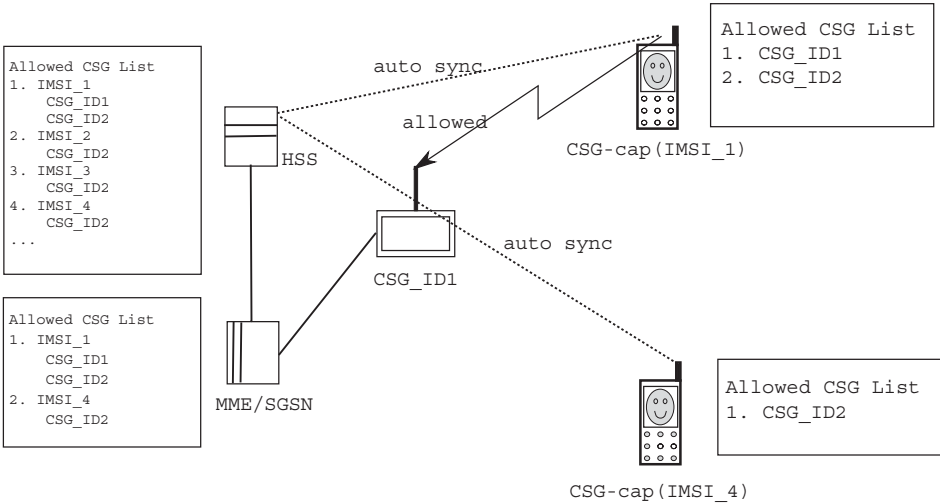 Allowed CSG List
1. IMSI_1
CSG_ID1
CSG_ID2
2. IMSI_2
CSG_ID2
3. IMSI_3
CSG_ID2
4. IMSI_4
CSG_ID2
...
Allowed CSG List
1. IMSI_1
CSG_ID1
CSG_ID2
2. IMSI_4
CSG_ID2
HSS
MME/SGSN
auto sync
allowed
CSG_ID1
auto sync
CSG-cap(IMSI_1)
Allowed CSG List
1. CSG_ID1
2. CSG_ID2
CSG-cap(IMSI_4)
Allowed CSG List
1. CSG_ID2